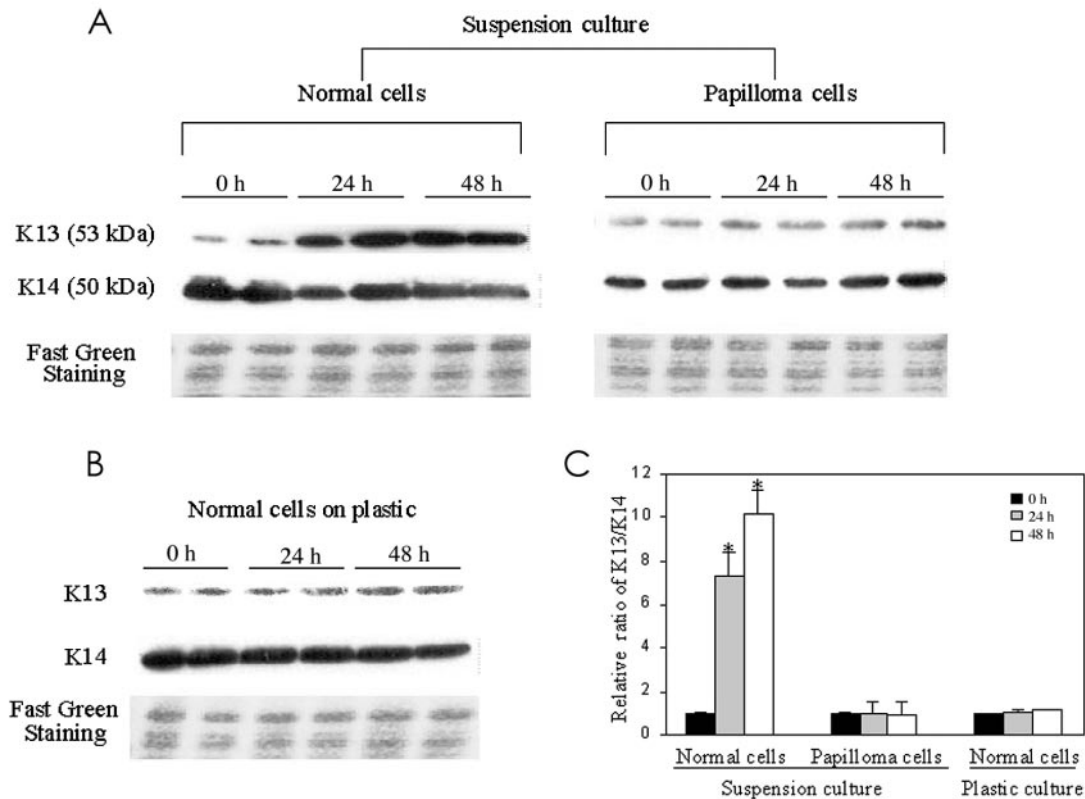 A
Suspension culture
Normal cells
Papilloma cells
0 h 24 h 48 h
0 h 24 h 48 h
K13 (53 kDa)
K14 (50 kDa)
Fast Green
Staining
B
Normal cells on plastic
0 h 24 h 48 h
K13
K14
Fast Green
Staining
C
Relative ratio of K13/K14
12
10
8
6
4
2
0
*
*
0 h
24 h
48 h
Normal cells Papilloma cells Normal cells
Suspension culture Plastic culture